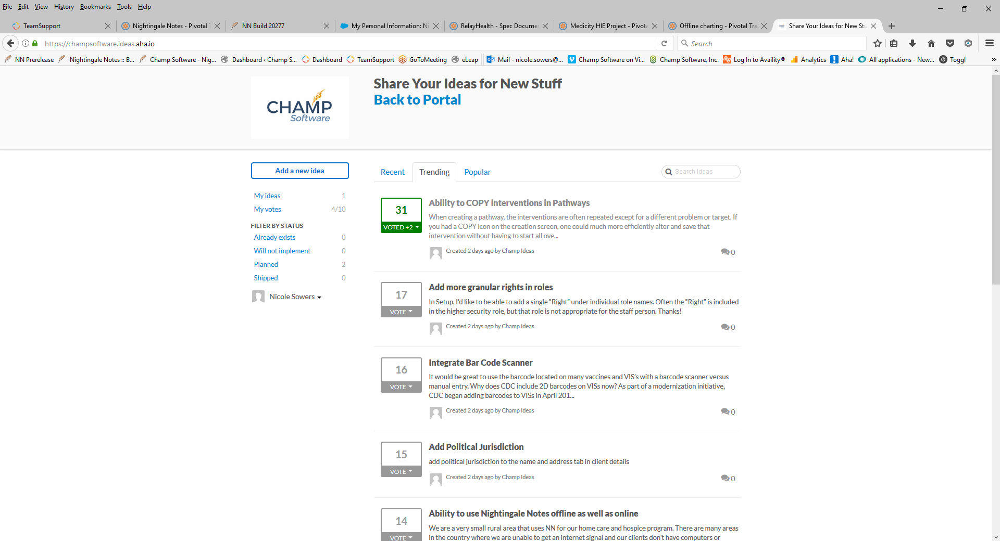 File Edit View History Bookmarks Tools Help
TeamSupport
Nightingale Notes - Pivotal T
NN Build 20277
My Personal Information: Ni
RelayHealth - Spec Docume
Medicity HIE Project - Pivota
Offline charting - Pivotal Tra
Share Your Ideas for New Stu
https://champsoftware.ideas.aha.io
Search
NN Prerelease
Nightingale Notes :: B...
Champ Software - Nig...
Dashboard ‹ Champ S...
Dashboard
TeamSupport
GoToMeeting
eLeap
Mail - nicole.sowers@...
Champ Software on Vi...
Champ Software, Inc.
Log In to Availity®
Analytics
Aha!
All applications - New...
Toggl
»
CHAMP
Software
Share Your Ideas for New Stuff
Back to Portal
Add a new idea
My ideas 1
My votes 4/10
FILTER BY STATUS
Already exists 0
Will not implement 0
Planned 2
Shipped 0
Nicole Sowers
Recent Trending Popular
Search Ideas
31
VOTED +2
Ability to COPY interventions in Pathways
When creating a pathway, the interventions are often repeated except for a different problem or target. If
you had a COPY icon on the creation screen, one could much more efficiently alter and save that
intervention without having to start all ove...
Created 2 days ago by Champ Ideas
0
17
VOTE
Add more granular rights in roles
In Setup, I'd like to be able to add a single "Right" under individual role names. Often the "Right" is included
in the higher security role, but that role is not appropriate for the staff person. Thanks!
Created 2 days ago by Champ Ideas
0
16
VOTE
Integrate Bar Code Scanner
It would be great to use the barcode located on many vaccines and VIS's with a barcode scanner versus
manual entry. Why does CDC include 2D barcodes on VISs now? As part of a modernization initiative,
CDC began adding barcodes to VISs in April 201...
Created 2 days ago by Champ Ideas
0
15
VOTE
Add Political Jurisdiction
add political jurisdiction to the name and address tab in client details
Created 2 days ago by Champ Ideas
0
14
VOTE
Ability to use Nightingale Notes offline as well as online
We are a very small rural area that uses NN for our home care and hospice program. There are many areas
in the country where we are unable to get an internet signal and our clients don't have computers or